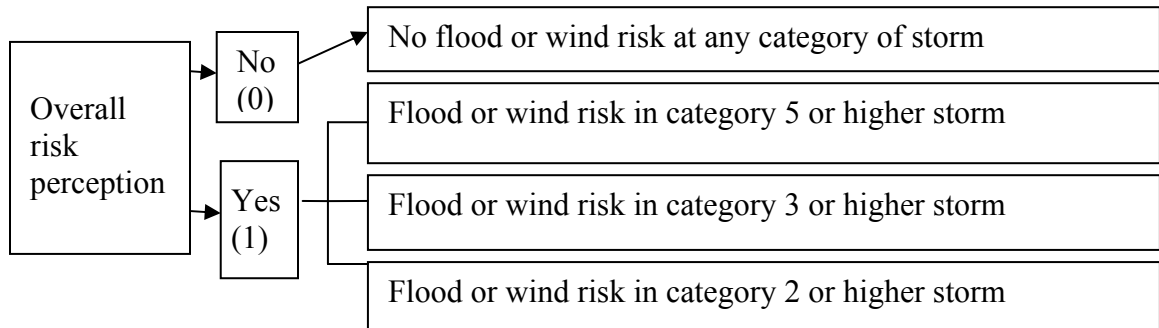 Overall
risk
perception
No
(0)
Yes
(1)
No flood or wind risk at any category of storm
Flood or wind risk in category 5 or higher storm
Flood or wind risk in category 3 or higher storm
Flood or wind risk in category 2 or higher storm